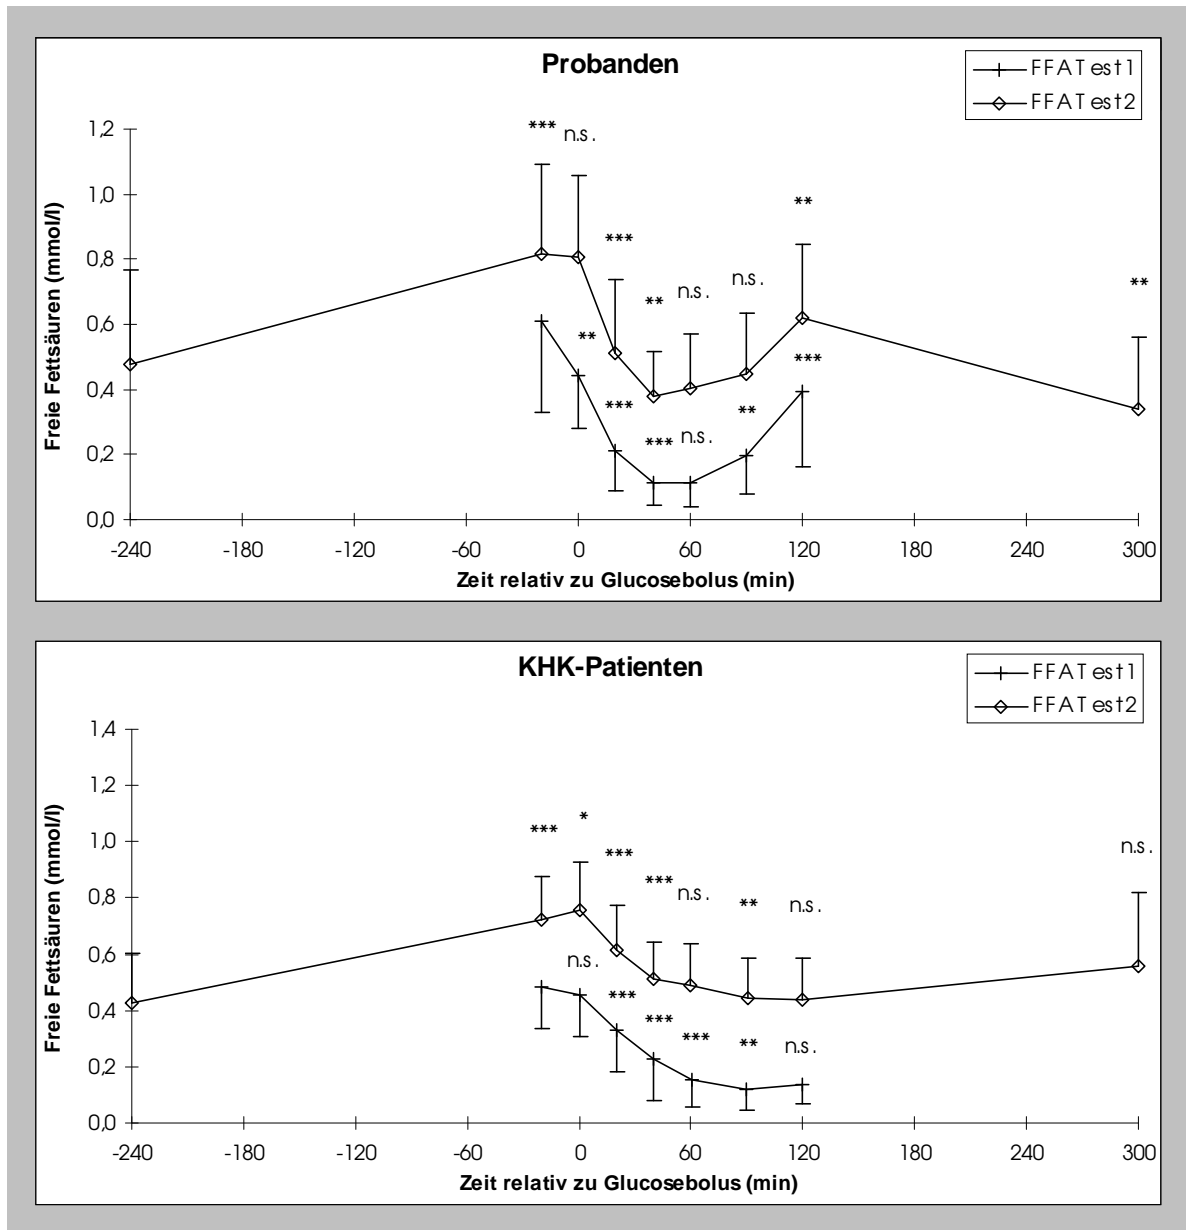 Probanden
FFATest1
FFATest2
1,2
1,0
0,8
0,6
0,4
0,2
0,0
Freie Fettsäuren (mmol/l)
*** n.s.
***
** n.s. n.s.
**
**
**
***
*** n.s.
**
***
-240 -180 -120 -60 0 60 120 180 240 300
Zeit relativ zu Glucosebolus (min)
KHK-Patienten
FFATest1
FFATest2
1,4
1,2
1,0
0,8
0,6
0,4
0,2
0,0
Freie Fettsäuren (mmol/l)
*** *
*** *** n.s. ** n.s. n.s.
n.s. *** *** *** ** n.s.
-240 -180 -120 -60 0 60 120 180 240 300
Zeit relativ zu Glucosebolus (min)